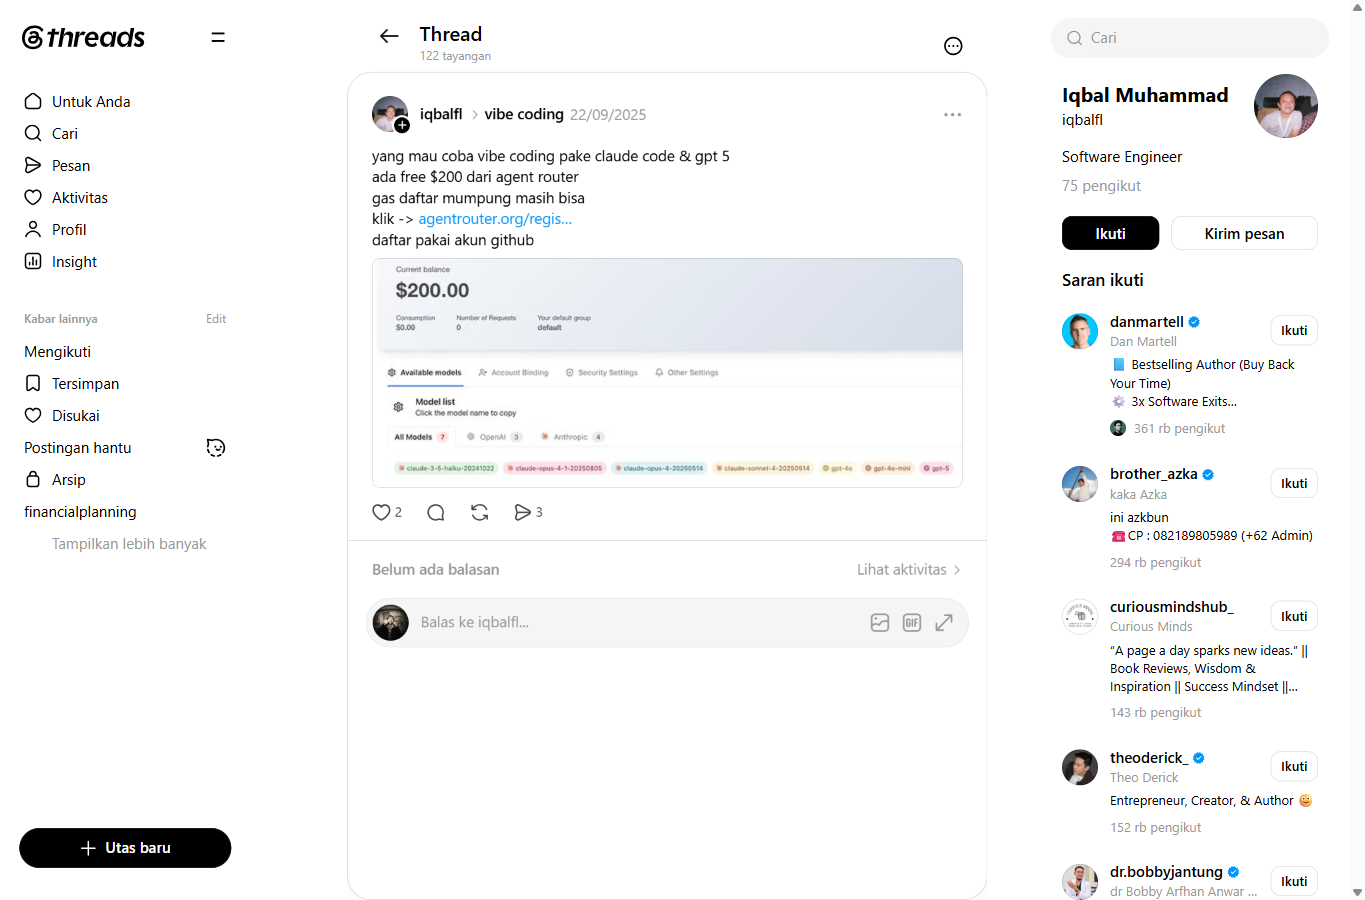 threads
Untuk Anda
Cari
Pesan
Aktivitas
Profil
Insight
Kabar lainnya
Edit
Mengikuti
Tersimpan
Disukai
Postingan hantu
Arsip
financialplanning
Tampilkan lebih banyak
Utas baru
Thread
122 tayangan
iqbalfl > vibe coding 22/09/2025
yang mau coba vibe coding pake claude code & gpt 5
ada free $200 dari agent router
gas daftar mumpung masih bisa
klik -> agentrouter.org/regis...
daftar pakai akun github
Current balance
$200.00
Consumption Number of Requests Your default group
$0.00 0 default
Available models Account Binding Security Settings Other Settings
Model list
Click the model name to copy
All Models 7 OpenAI 3 Anthropic 4
claude-3-5-haiku-20241022 claude-opus-4-1-20250805 claude-opus-4-20250514 claude-sonnet-4-20250514 gpt-4o gpt-4o-mini gpt-5
2 3
Belum ada balasan
Lihat aktivitas >
Balas ke iqbalfl...
GIF
Cari
Iqbal Muhammad
iqbalfl
Software Engineer
75 pengikut
Ikuti
Kirim pesan
Saran ikuti
danmartell
Dan Martell
Ikuti
📘 Bestselling Author (Buy Back
Your Time)
⚙️ 3x Software Exits...
361 rb pengikut
brother_azka
kaka Azka
Ikuti
ini azkbun
☎️CP : 082189805989 (+62 Admin)
294 rb pengikut
curiousmindshub_
Curious Minds
Ikuti
“A page a day sparks new ideas.” ||
Book Reviews, Wisdom &
Inspiration || Success Mindset ||...
143 rb pengikut
theoderick_
Theo Derick
Ikuti
Entrepreneur, Creator, & Author 😄
152 rb pengikut
dr.bobbyjantung
dr Bobby Arfhan Anwar ...
Ikuti